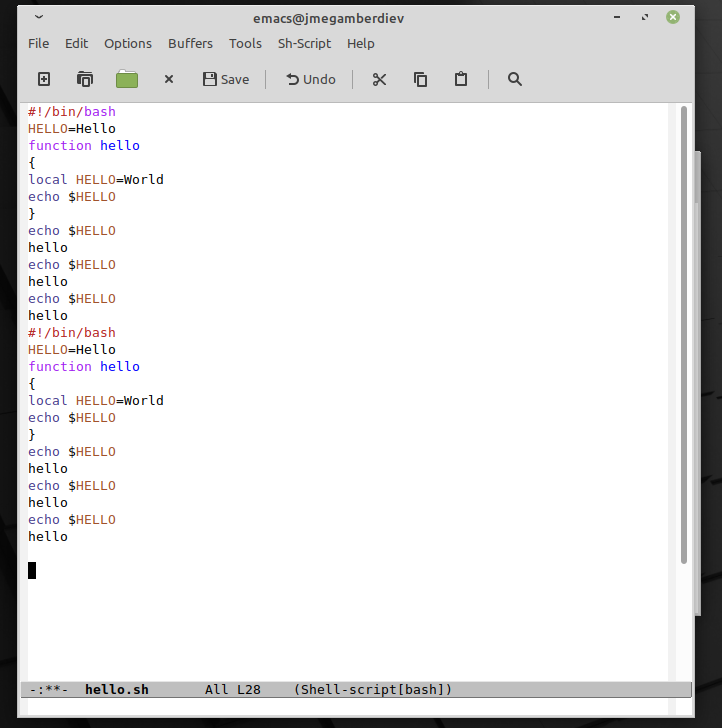 emacs@jmegamberdiev
File Edit Options Buffers Tools Sh-Script Help
Save Undo
#!/bin/bash
HELLO=Hello
function hello
{
local HELLO=World
echo $HELLO
}
echo $HELLO
hello
echo $HELLO
hello
echo $HELLO
hello
#!/bin/bash
HELLO=Hello
function hello
{
local HELLO=World
echo $HELLO
}
echo $HELLO
hello
echo $HELLO
hello
echo $HELLO
hello
-:**- hello.sh All L28 (Shell-script[bash])